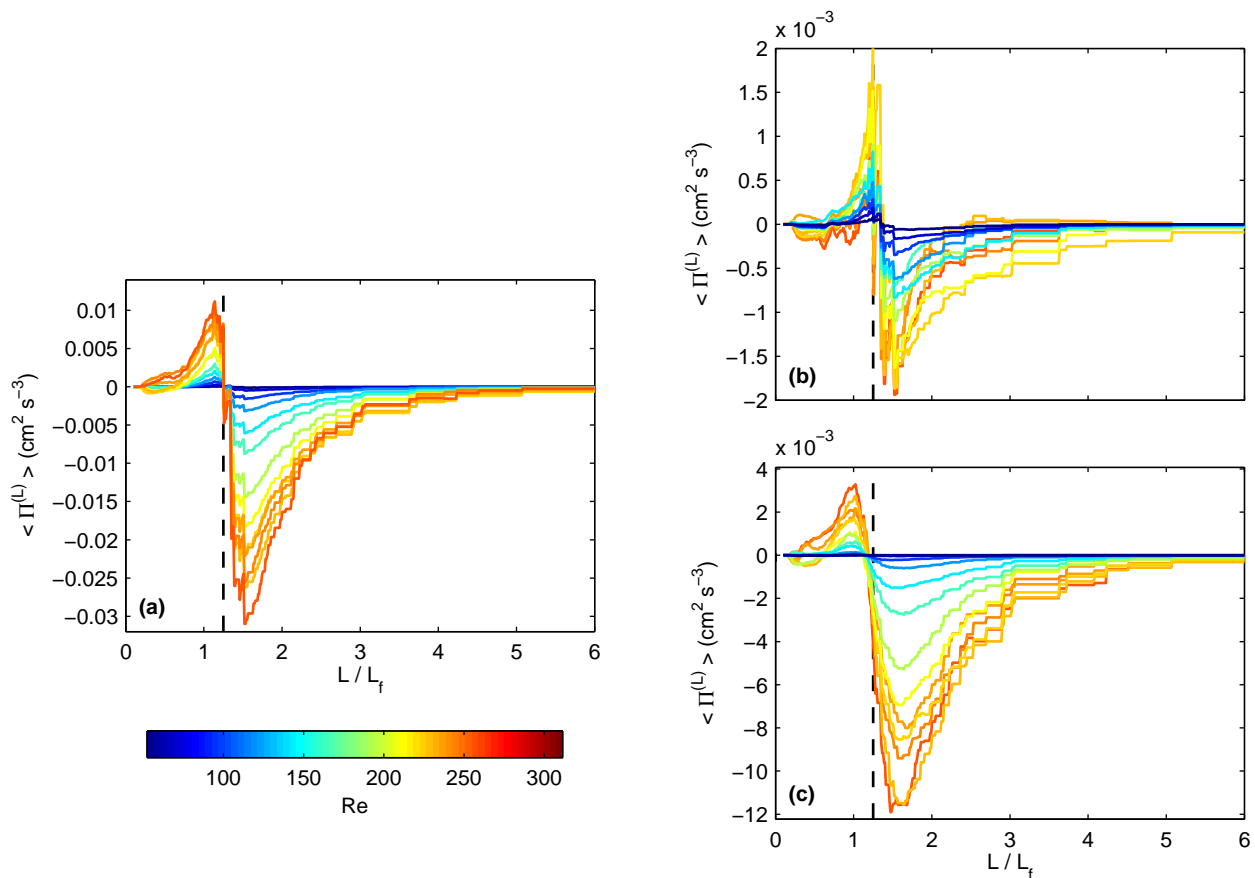 0.01
0.005
0
−0.005
−0.01
−0.015
−0.02
−0.025
−0.03
< Π(L) > (cm2 s−3)
(a)
0 1 2 3 4 5 6
L / Lf
100 150 200 250 300
Re
x 10−3
2
1.5
1
0.5
0
−0.5
−1
−1.5
−2
< Π(L) > (cm2 s−3)
(b)
x 10−3
4
2
0
−2
−4
−6
−8
−10
−12
< Π(L) > (cm2 s−3)
(c)
0 1 2 3 4 5 6
L / Lf